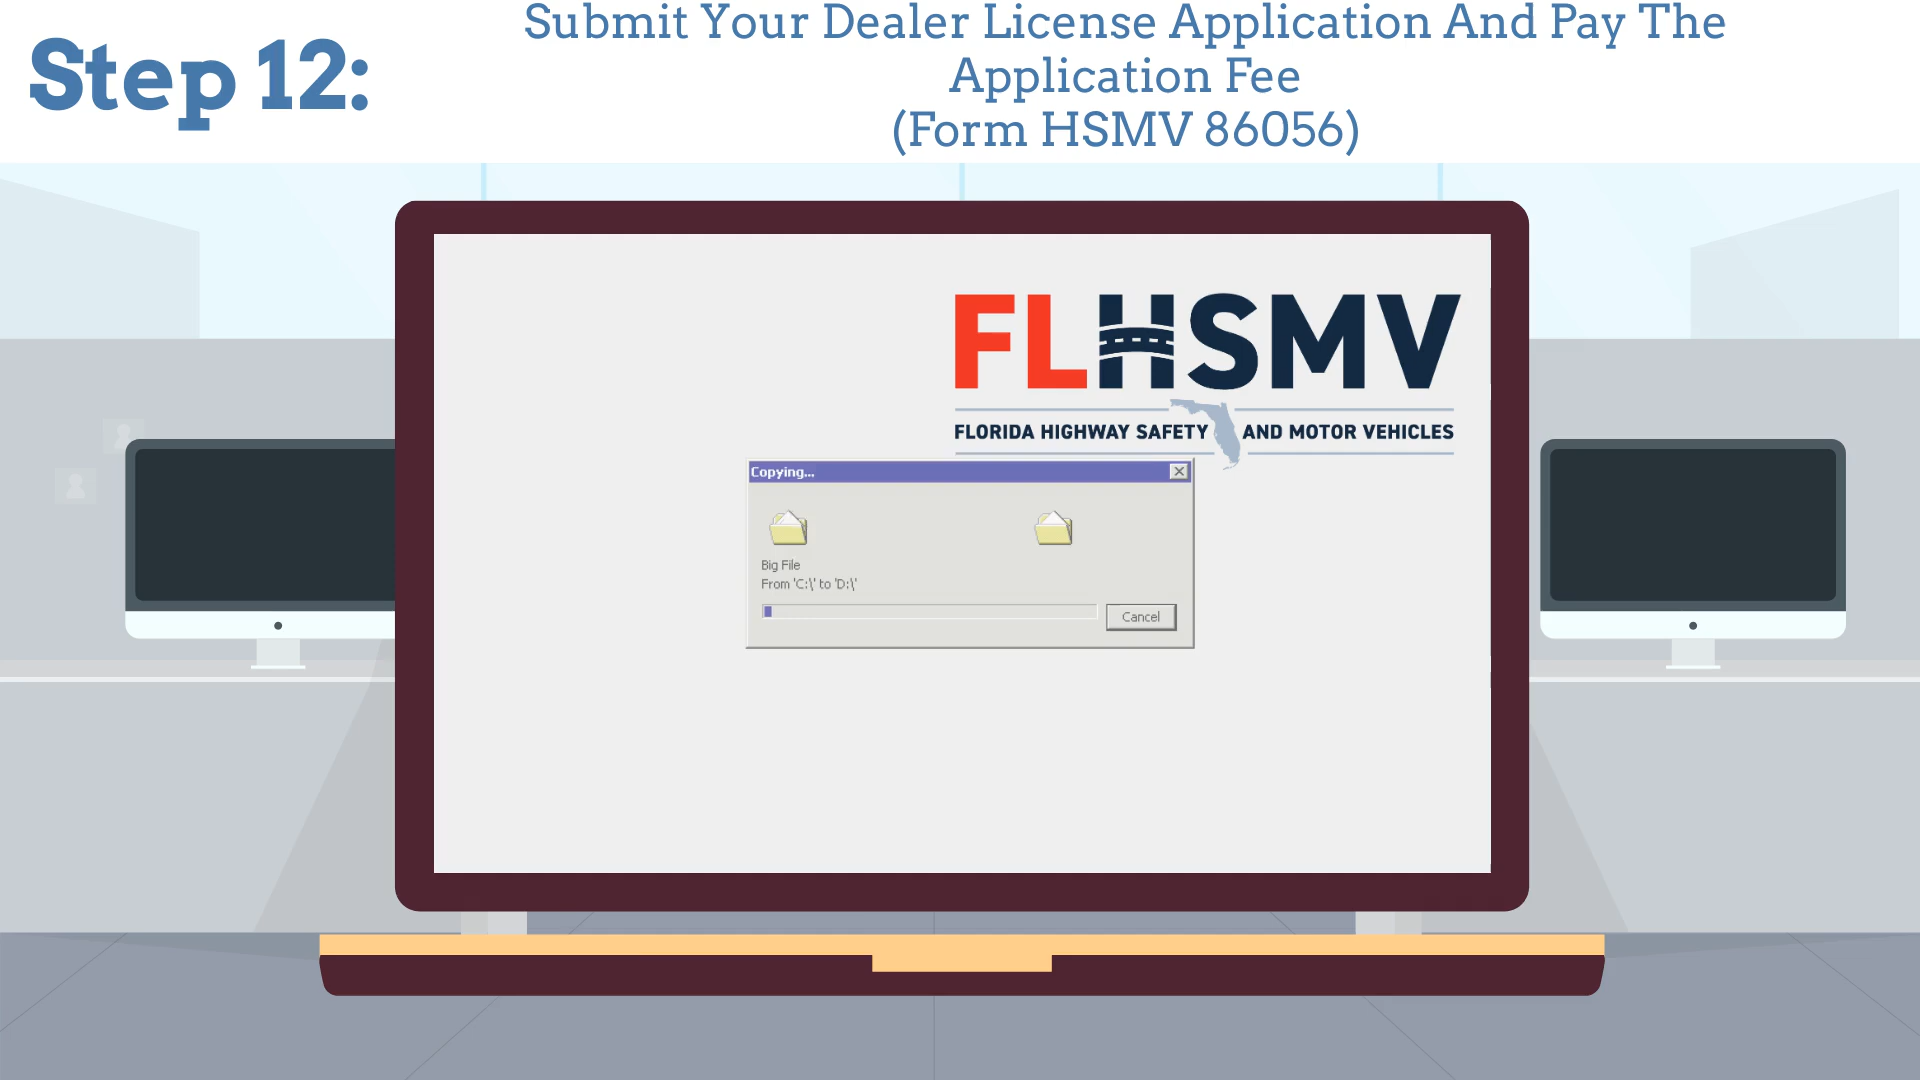 Step 12:
Submit Your Dealer License Application And Pay The
Application Fee
(Form HSMV 86056)
FLHSMV
FLORIDA HIGHWAY SAFETY AND MOTOR VEHICLES
Copying...
Big File
From 'C:\' to 'D:\'
Cancel